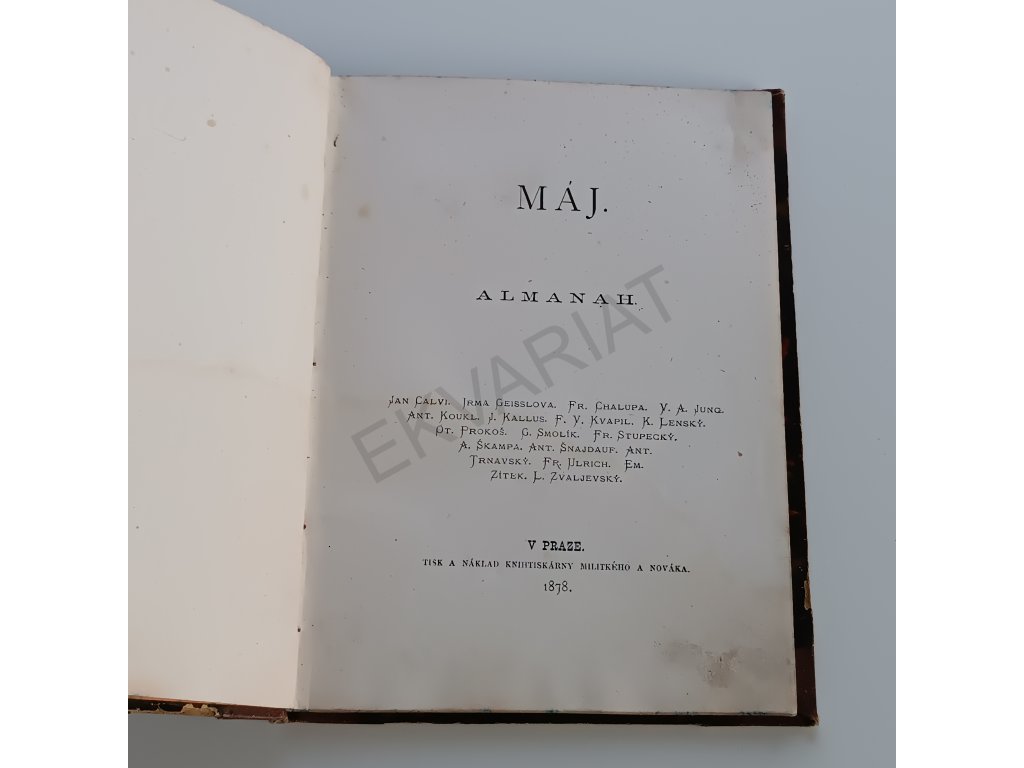 MÁJ.
ALMANAH.
JAN CALVI. IRMA GEISSLOVA. FR. CHALUPA. V. A. JUNG.
ANT. KOUKL. J. KALLUS. F. V. KVAPIL. K. LENSKÝ.
OT. PROKOŠ. G. SMOLÍK. FR. STUPECKÝ.
A. ŠKAMPA. ANT. ŠNAJDAUF. ANT.
TRNAVSKÝ. FR. ULRICH. EM.
ZÍTEK. L. ZVALJEVSKÝ.
V PRAZE.
TISK A NÁKLAD KNIHTISKÁRNY MILITKÉHO A NOVÁKA.
1878.
EKVARIAT